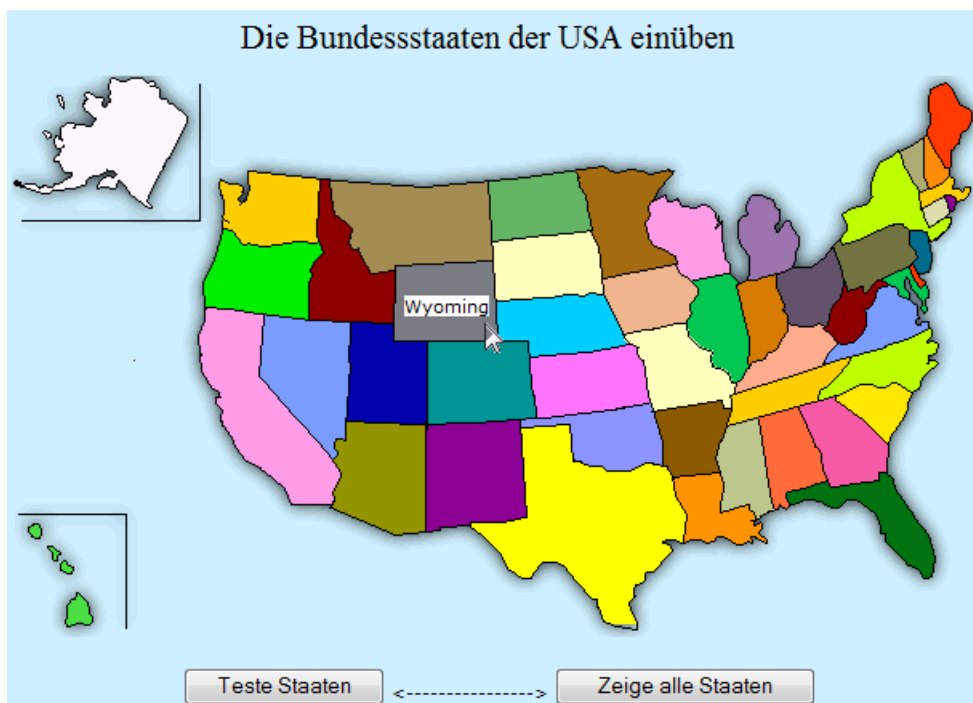 Die Bundessstaaten der USA einüben
Wyoming
Teste Staaten <----------------> Zeige alle Staaten